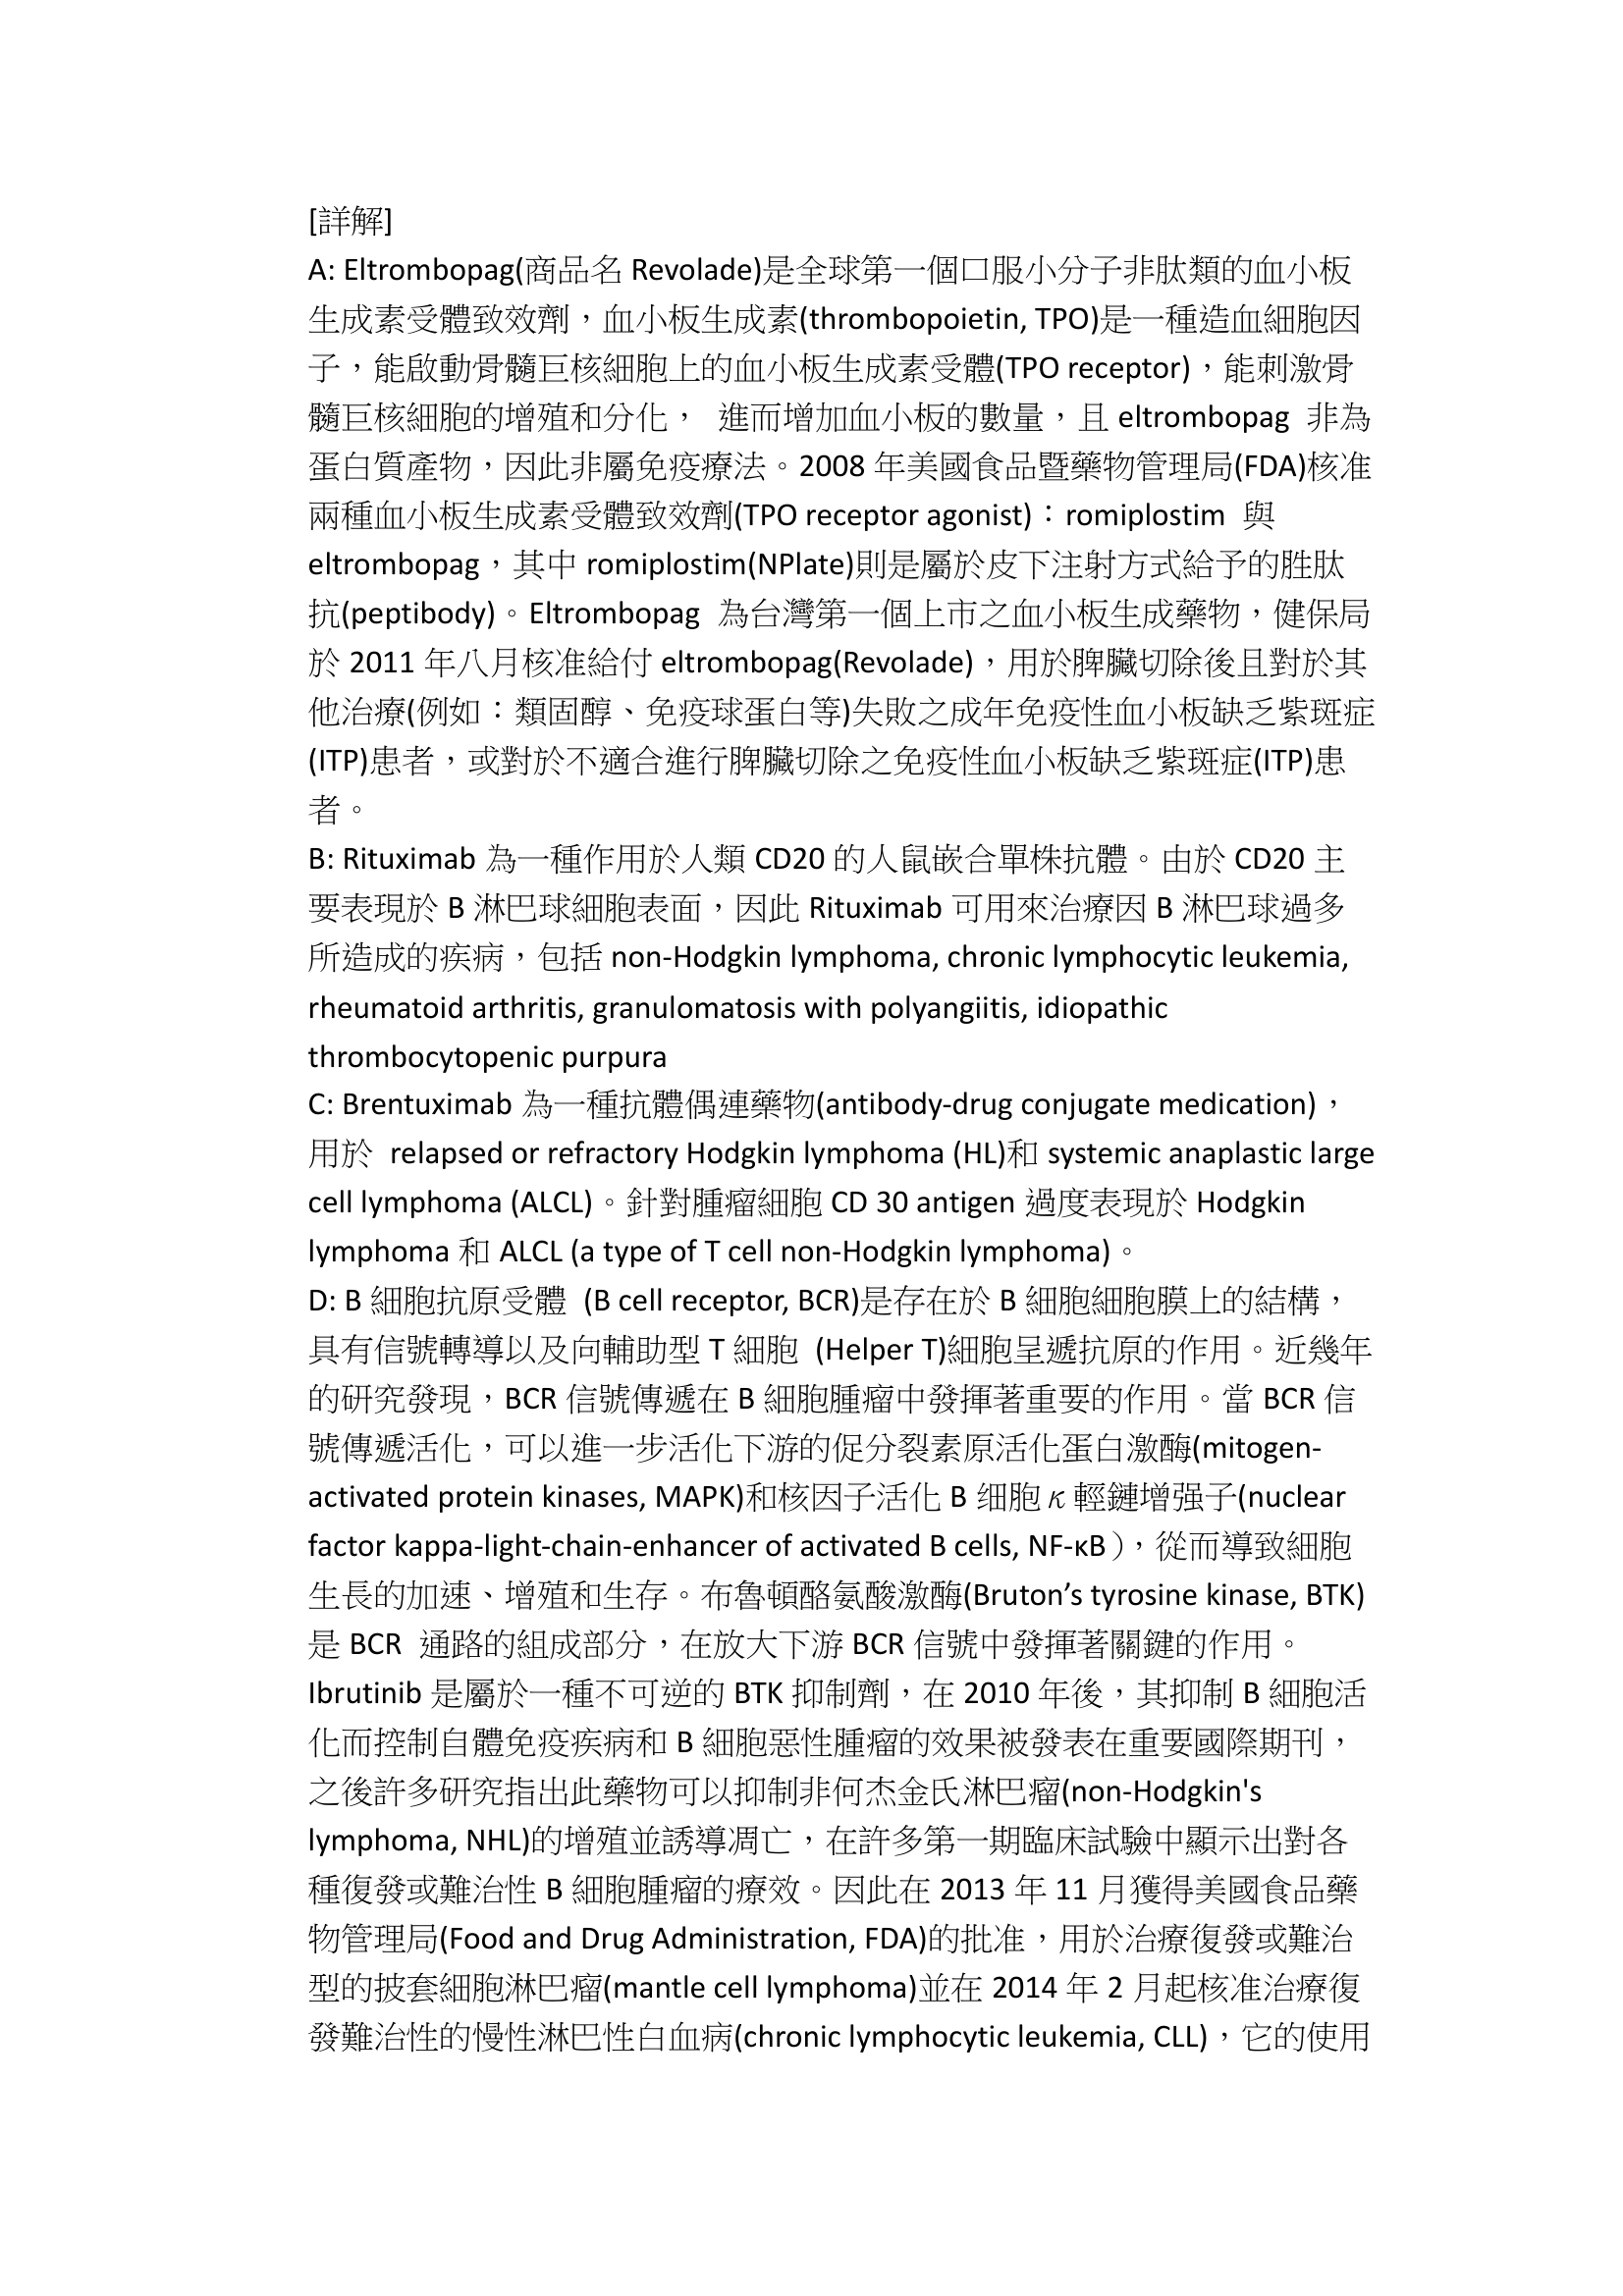 [詳解]
A: Eltrombopag(商品名 Revolade)是全球第一個口服小分子非肽類的血小板
生成素受體致效劑，血小板生成素(thrombopoietin, TPO)是一種造血細胞因
子，能啟動骨髓巨核細胞上的血小板生成素受體(TPO receptor)，能刺激骨
髓巨核細胞的增殖和分化， 進而增加血小板的數量，且 eltrombopag 非為
蛋白質產物，因此非屬免疫療法。2008 年美國食品暨藥物管理局(FDA)核准
兩種血小板生成素受體致效劑(TPO receptor agonist)：romiplostim 與
eltrombopag，其中 romiplostim(NPlate)則是屬於皮下注射方式給予的胜肽
抗(peptibody)。Eltrombopag 為台灣第一個上市之血小板生成藥物，健保局
於 2011 年八月核准給付 eltrombopag(Revolade)，用於脾臟切除後且對於其
他治療(例如：類固醇、免疫球蛋白等)失敗之成年免疫性血小板缺乏紫斑症
(ITP)患者，或對於不適合進行脾臟切除之免疫性血小板缺乏紫斑症(ITP)患
者。
B: Rituximab 為一種作用於人類 CD20 的人鼠嵌合單株抗體。由於 CD20 主
要表現於 B 淋巴球細胞表面，因此 Rituximab 可用來治療因 B 淋巴球過多
所造成的疾病，包括 non-Hodgkin lymphoma, chronic lymphocytic leukemia,
rheumatoid arthritis, granulomatosis with polyangiitis, idiopathic
thrombocytopenic purpura
C: Brentuximab 為一種抗體偶連藥物(antibody-drug conjugate medication)，
用於 relapsed or refractory Hodgkin lymphoma (HL)和 systemic anaplastic large
cell lymphoma (ALCL)。針對腫瘤細胞 CD 30 antigen 過度表現於 Hodgkin
lymphoma 和 ALCL (a type of T cell non-Hodgkin lymphoma)。
D: B 細胞抗原受體 (B cell receptor, BCR)是存在於 B 細胞細胞膜上的結構，
具有信號轉導以及向輔助型 T 細胞 (Helper T)細胞呈遞抗原的作用。近幾年
的研究發現，BCR 信號傳遞在 B 細胞腫瘤中發揮著重要的作用。當 BCR 信
號傳遞活化，可以進一步活化下游的促分裂素原活化蛋白激酶(mitogen-
activated protein kinases, MAPK)和核因子活化 B 细胞κ輕鏈增强子(nuclear
factor kappa-light-chain-enhancer of activated B cells, NF-κB），從而導致細胞
生長的加速、增殖和生存。布魯頓酪氨酸激酶(Bruton’s tyrosine kinase, BTK)
是 BCR 通路的組成部分，在放大下游 BCR 信號中發揮著關鍵的作用。
Ibrutinib 是屬於一種不可逆的 BTK 抑制劑，在 2010 年後，其抑制 B 細胞活
化而控制自體免疫疾病和 B 細胞惡性腫瘤的效果被發表在重要國際期刊，
之後許多研究指出此藥物可以抑制非何杰金氏淋巴瘤(non-Hodgkin's
lymphoma, NHL)的增殖並誘導凋亡，在許多第一期臨床試驗中顯示出對各
種復發或難治性 B 細胞腫瘤的療效。因此在 2013 年 11 月獲得美國食品藥
物管理局(Food and Drug Administration, FDA)的批准，用於治療復發或難治
型的披套細胞淋巴瘤(mantle cell lymphoma)並在 2014 年 2 月起核准治療復
發難治性的慢性淋巴性白血病(chronic lymphocytic leukemia, CLL)，它的使用